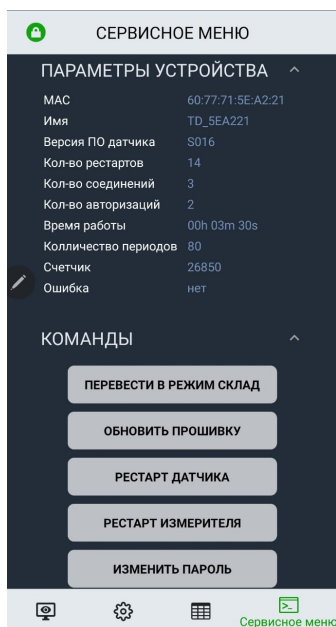 СЕРВИСНОЕ МЕНЮ
ПАРАМЕТРЫ УСТРОЙСТВА
MAC 60:77:71:5E:A2:21
Имя TD_5EA221
Версия ПО датчика S016
Кол-во рестартов 14
Кол-во соединений 3
Кол-во авторизаций 2
Время работы 00h 03m 30s
Колличество периодов 80
Счетчик 26850
Ошибка нет
КОМАНДЫ
ПЕРЕВЕСТИ В РЕЖИМ СКЛАД
ОБНОВИТЬ ПРОШИВКУ
РЕСТАРТ ДАТЧИКА
РЕСТАРТ ИЗМЕРИТЕЛЯ
ИЗМЕНИТЬ ПАРОЛЬ
Сервисное меню